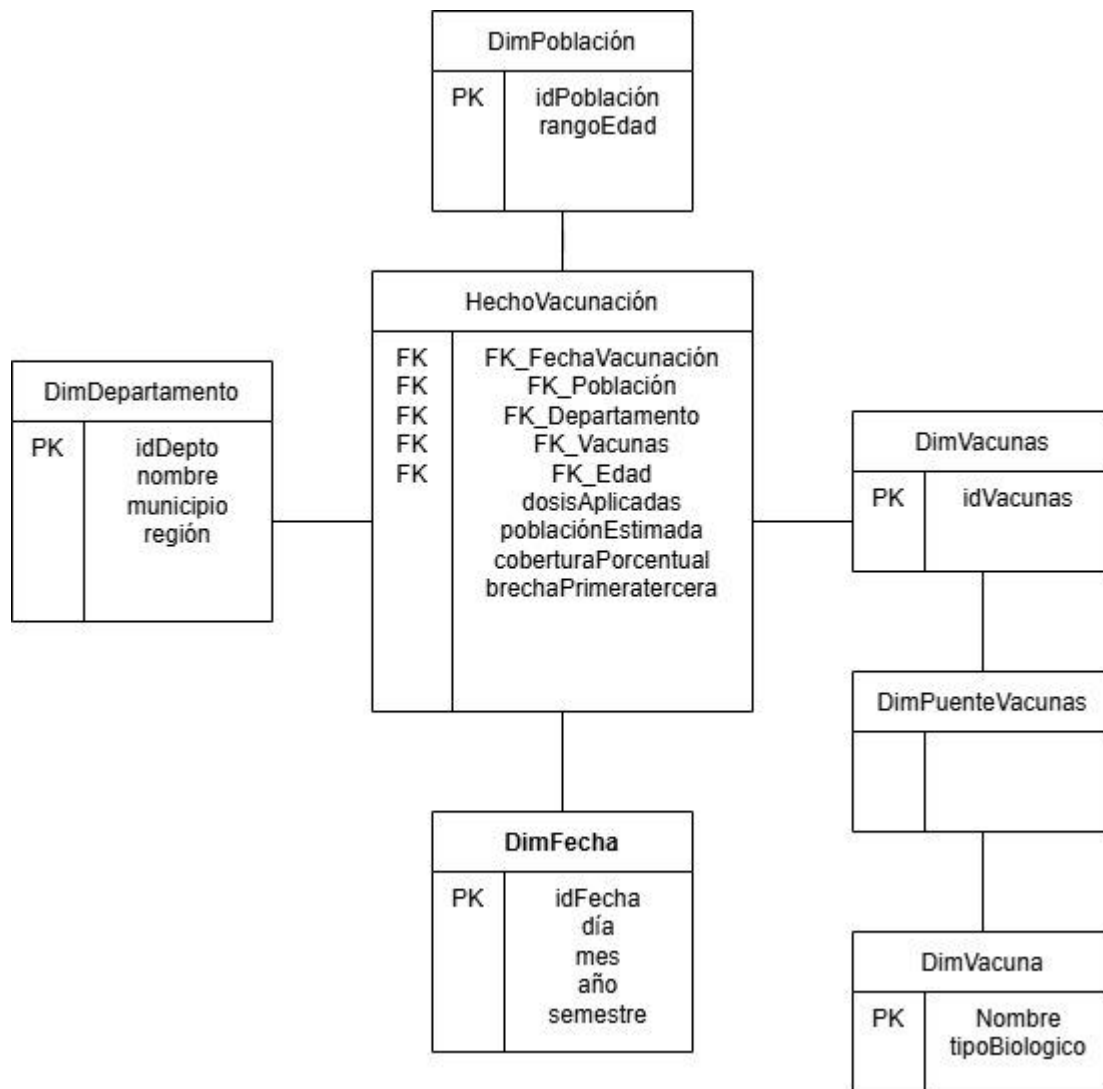 DimPoblación
PK idPoblación
rangoEdad
HechoVacunación
FK FK_FechaVacunación
FK FK_Población
FK FK_Departamento
FK FK_Vacunas
FK FK_Edad
dosisAplicadas
poblaciónEstimada
coberturaPorcentual
brechaPrimeratercera
DimDepartamento
PK idDepto
nombre
municipio
región
DimVacunas
PK idVacunas
DimPuenteVacunas
DimFecha
PK idFecha
día
mes
año
semestre
DimVacuna
PK Nombre
tipoBiologico